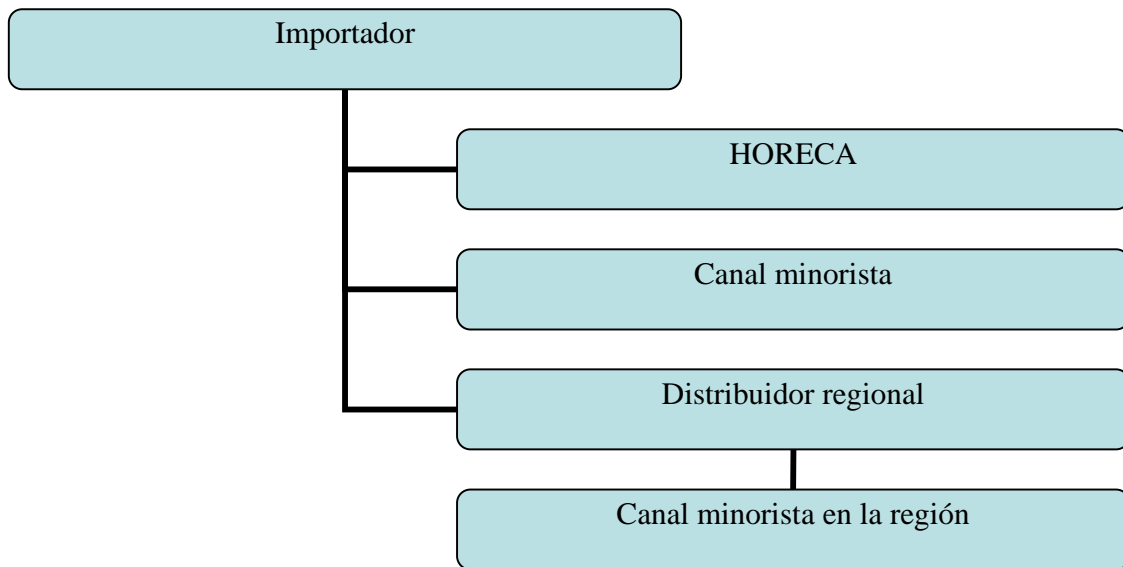 Importador
HORECA
Canal minorista
Distribuidor regional
Canal minorista en la región